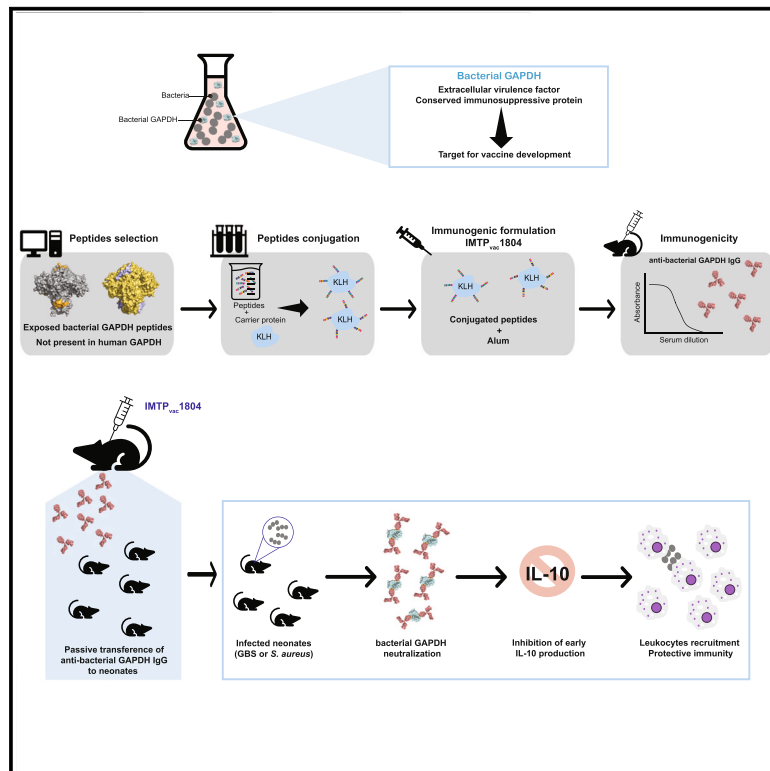 Bacterial GAPDH
Extracellular virulence factor
Conserved immunosuppressive protein
Target for vaccine development
Bacteria
Bacterial GAPDH
Peptides selection
Exposed bacterial GAPDH peptides
Not present in human GAPDH
Peptides conjugation
Peptides
+
Carrier protein
KLH
KLH
KLH
Immunogenic formulation
IMTPvac1804
KLH
KLH
Conjugated peptides
+
Alum
Immunogenicity
anti-bacterial GAPDH IgG
Absorbance
Serum dilution
IMTPvac1804
Passive transference of
anti-bacterial GAPDH IgG
to neonates
Infected neonates
(GBS or S. aureus)
bacterial GAPDH
neutralization
IL-10
Inhibition of early
IL-10 production
Leukocytes recruitment
Protective immunity